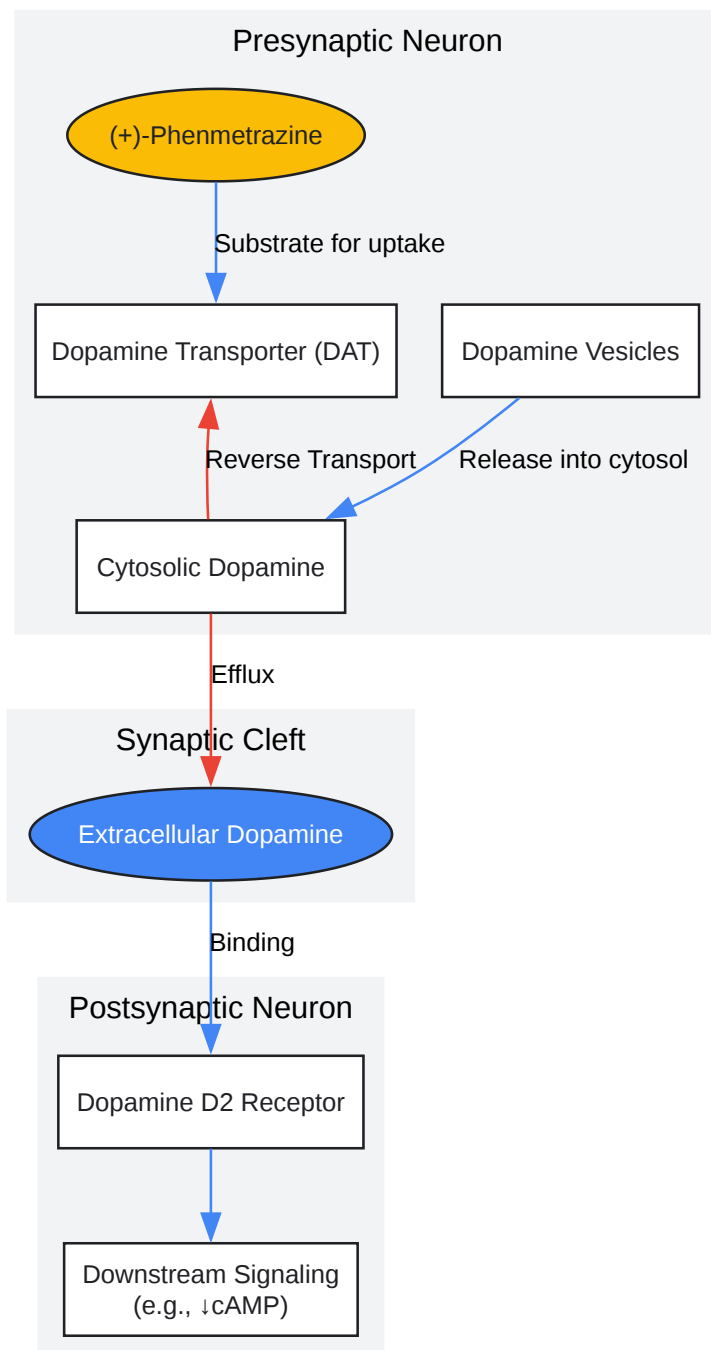 Presynaptic Neuron
(+)-Phenmetrazine
Substrate for uptake
Dopamine Transporter (DAT)
Dopamine Vesicles
Reverse Transport
Release into cytosol
Cytosolic Dopamine
Efflux
Synaptic Cleft
Extracellular Dopamine
Binding
Postsynaptic Neuron
Dopamine D2 Receptor
Downstream Signaling
(e.g., ↓cAMP)